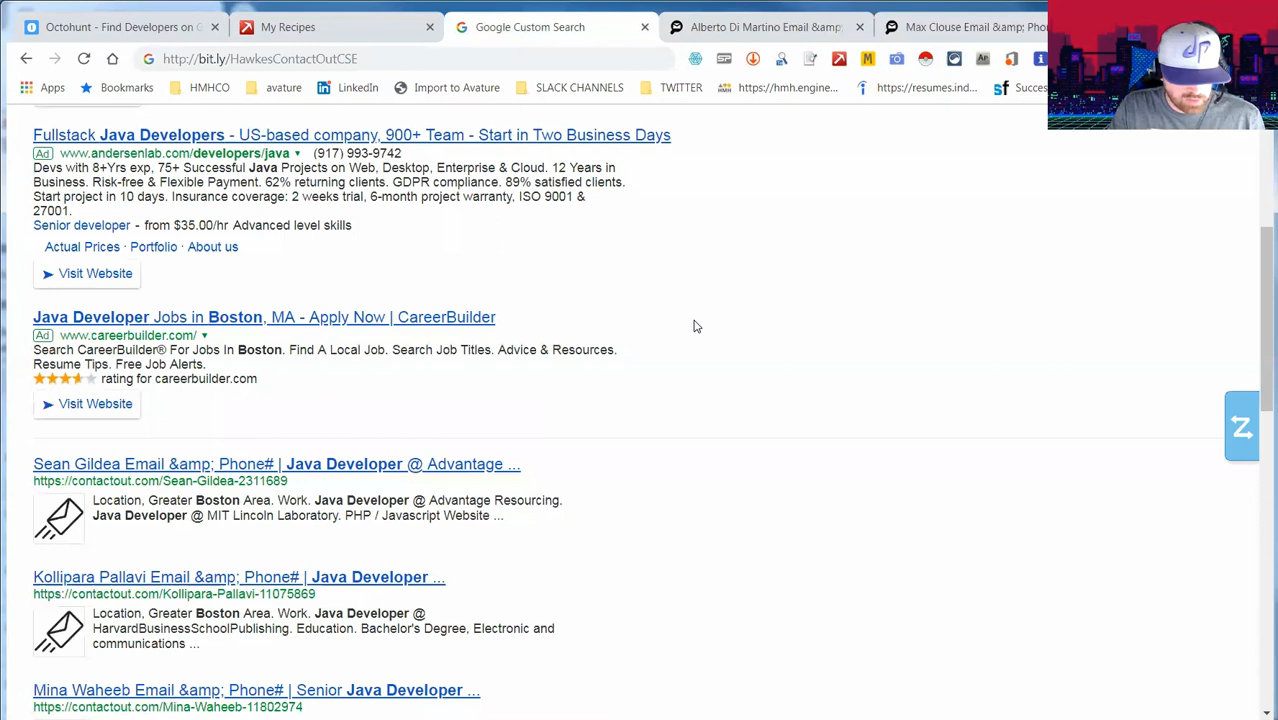 Octohunt - Find Developers on G
My Recipes
Google Custom Search
Alberto Di Martino Email &amp;
Max Clouse Email &amp; Pho
http://bit.ly/HawkesContactOutCSE
Apps
Bookmarks
HMHCO
avature
LinkedIn
Import to Avature
SLACK CHANNELS
TWITTER
https://hmh.engine...
https://resumes.ind...
Success
Fullstack Java Developers - US-based company, 900+ Team - Start in Two Business Days
Ad www.andersenlab.com/developers/java (917) 993-9742
Devs with 8+Yrs exp, 75+ Successful Java Projects on Web, Desktop, Enterprise & Cloud. 12 Years in
Business. Risk-free & Flexible Payment. 62% returning clients. GDPR compliance. 89% satisfied clients.
Start project in 10 days. Insurance coverage: 2 weeks trial, 6-month project warranty, ISO 9001 &
27001.
Senior developer - from $35.00/hr Advanced level skills
Actual Prices · Portfolio · About us
Visit Website
Java Developer Jobs in Boston, MA - Apply Now | CareerBuilder
Ad www.careerbuilder.com/
Search CareerBuilder® For Jobs In Boston. Find A Local Job. Search Job Titles. Advice & Resources.
Resume Tips. Free Job Alerts.
rating for careerbuilder.com
Visit Website
Sean Gildea Email &amp; Phone# | Java Developer @ Advantage ...
https://contactout.com/Sean-Gildea-2311689
Location, Greater Boston Area. Work. Java Developer @ Advantage Resourcing.
Java Developer @ MIT Lincoln Laboratory. PHP / Javascript Website ...
Kollipara Pallavi Email &amp; Phone# | Java Developer ...
https://contactout.com/Kollipara-Pallavi-11075869
Location, Greater Boston Area. Work. Java Developer @
HarvardBusinessSchoolPublishing. Education. Bachelor's Degree, Electronic and
communications ...
Mina Waheeb Email &amp; Phone# | Senior Java Developer ...
https://contactout.com/Mina-Waheeb-11802974